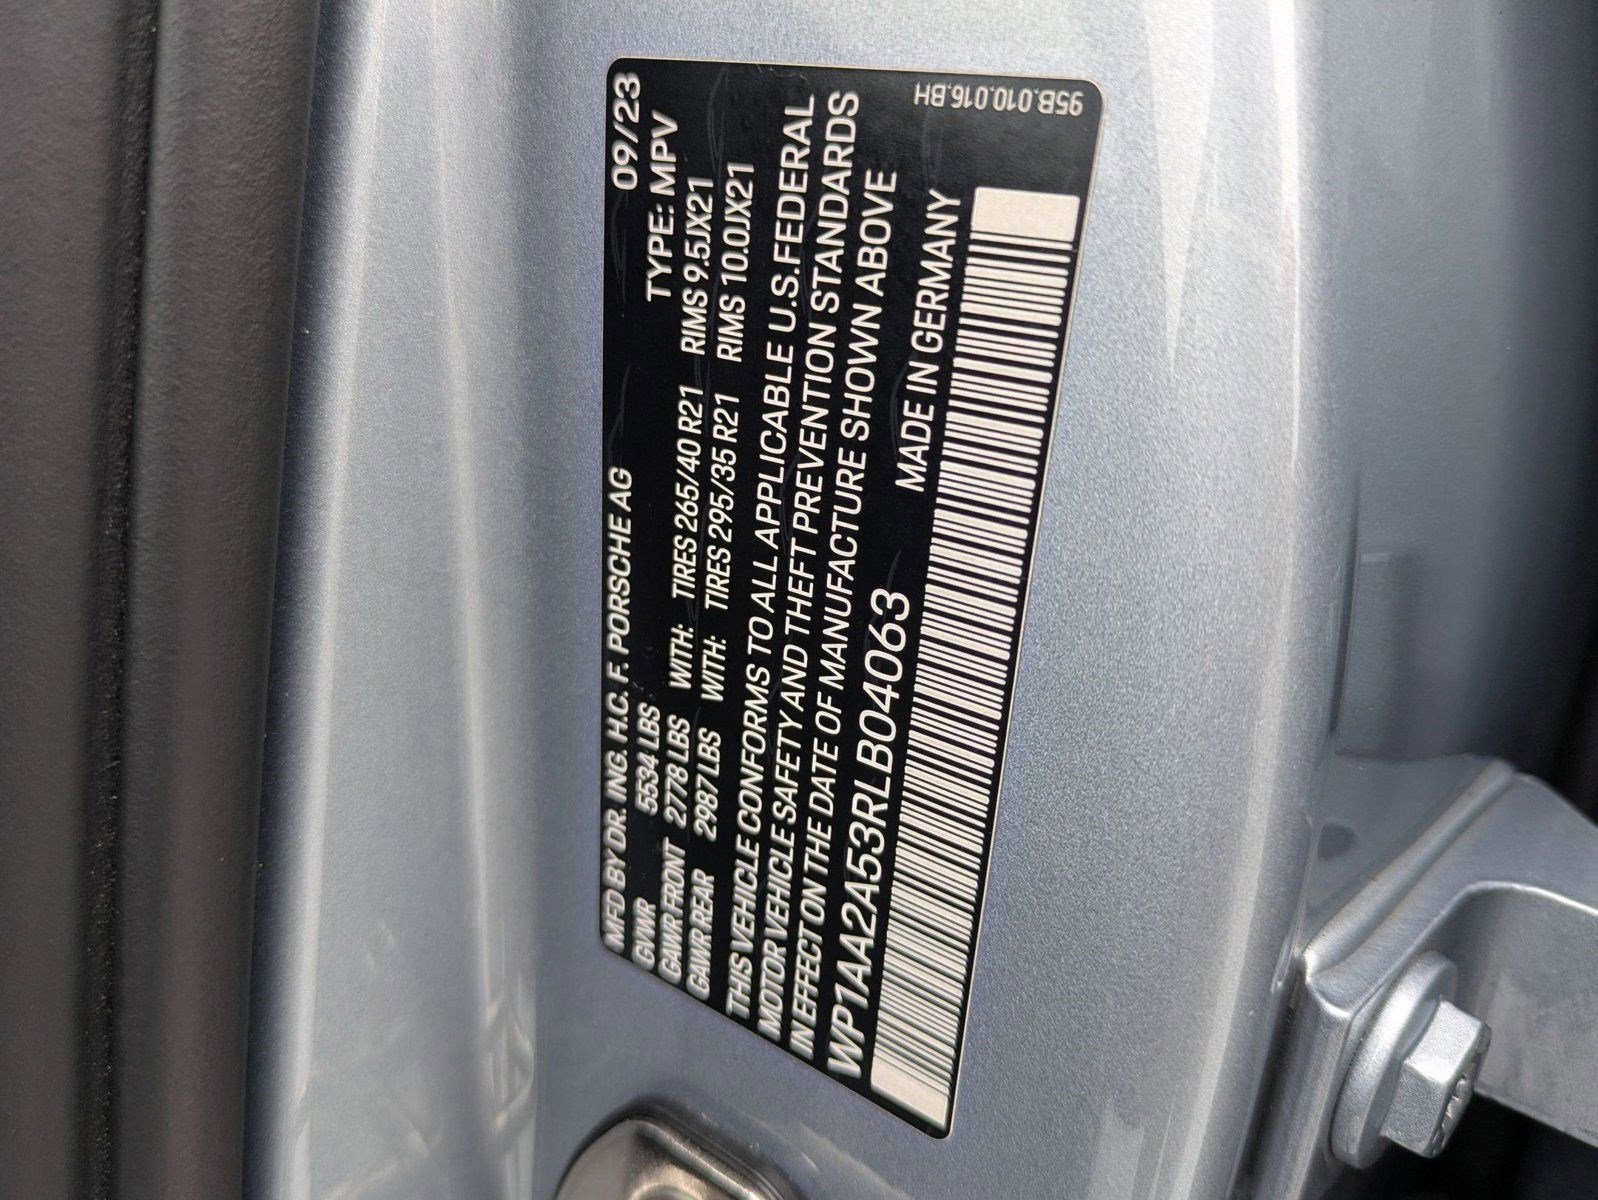 MFD BY DR. ING. H.C. F. PORSCHE AG 09/23
GVWR 5534 LBS TYPE: MPV
GAWR FRONT 2778 LBS WITH: TIRES 265/40 R21 RIMS 9.5JX21
GAWR REAR 2987 LBS WITH: TIRES 295/35 R21 RIMS 10.0JX21
THIS VEHICLE CONFORMS TO ALL APPLICABLE U.S.FEDERAL
MOTOR VEHICLE SAFETY AND THEFT PREVENTION STANDARDS
IN EFFECT ON THE DATE OF MANUFACTURE SHOWN ABOVE
WP1AA2A53RLB04063 MADE IN GERMANY
95B.010.016.BH